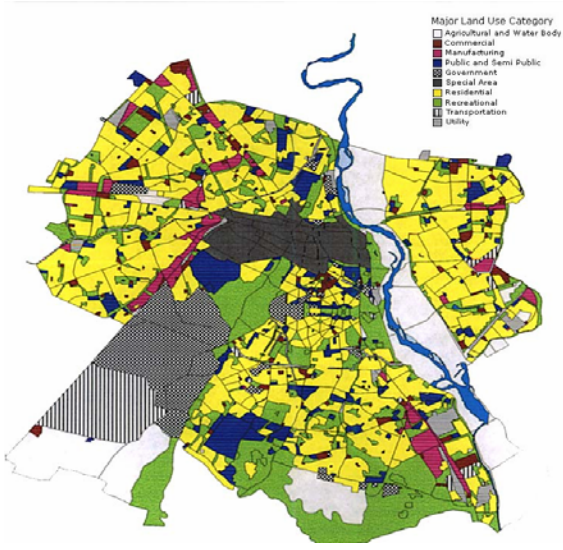 Major Land Use Category
Agricultural and Water Body
Commercial
Manufacturing
Public and Semi Public
Government
Special Area
Residential
Recreational
Transportation
Utility